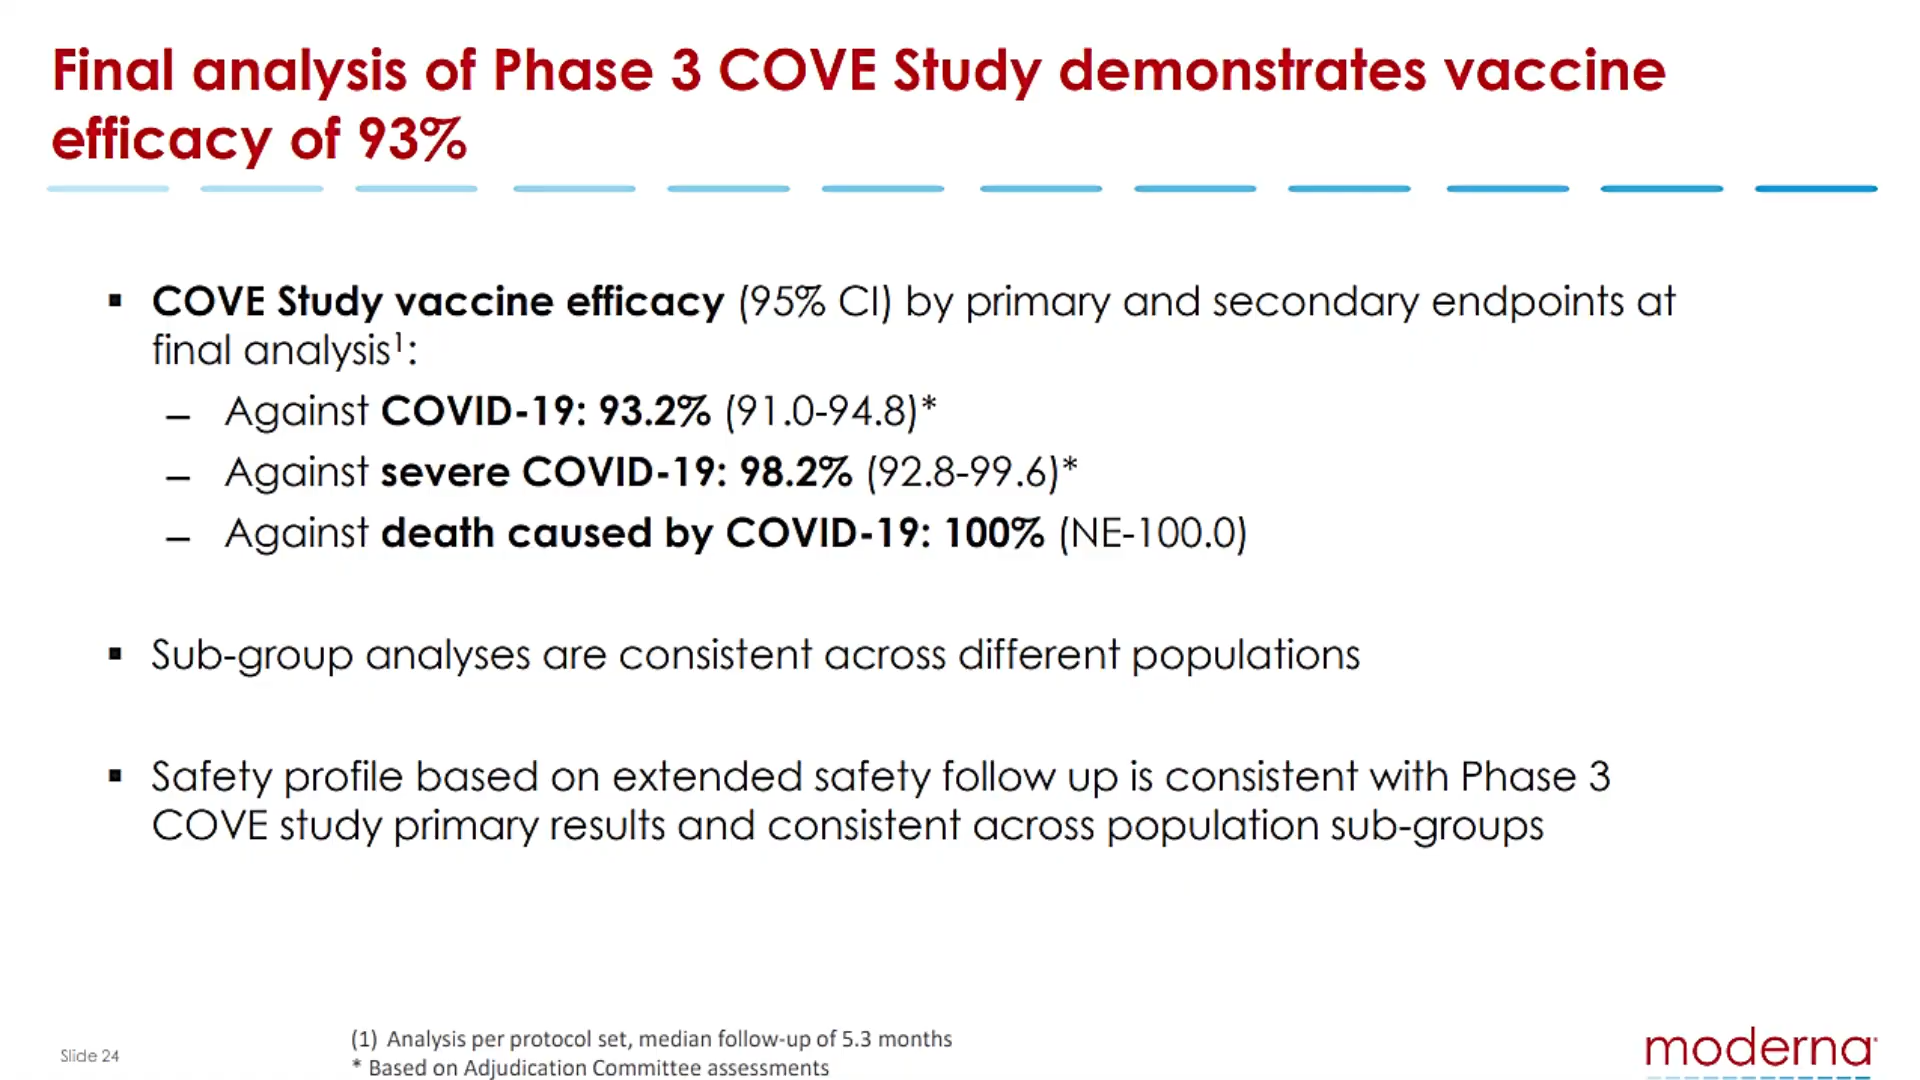 Final analysis of Phase 3 COVE Study demonstrates vaccine
efficacy of 93%
▪ COVE Study vaccine efficacy (95% CI) by primary and secondary endpoints at
final analysis¹:
– Against COVID-19: 93.2% (91.0-94.8)*
– Against severe COVID-19: 98.2% (92.8-99.6)*
– Against death caused by COVID-19: 100% (NE-100.0)
▪ Sub-group analyses are consistent across different populations
▪ Safety profile based on extended safety follow up is consistent with Phase 3
COVE study primary results and consistent across population sub-groups
Slide 24
(1) Analysis per protocol set, median follow-up of 5.3 months
* Based on Adjudication Committee assessments
moderna